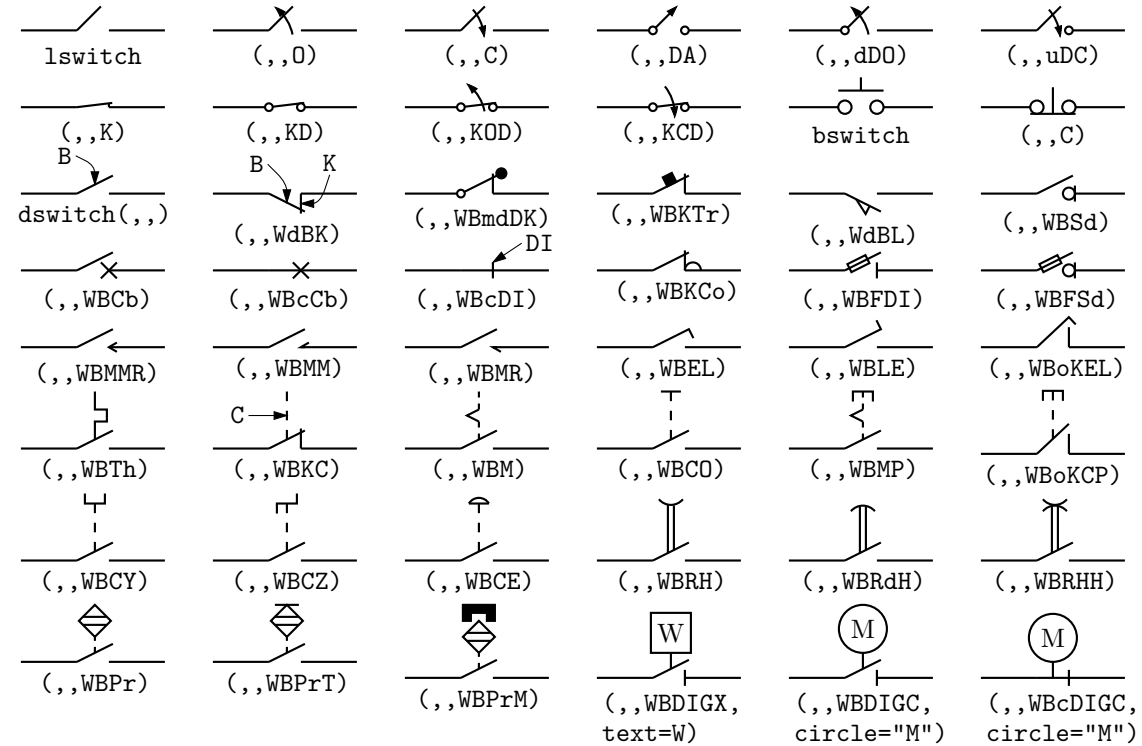 lswitch (,,O) (,,C) (,,DA) (,,dDO) (,,uDC)
(,,K) (,,KD) (,,KOD) (,,KCD) bswitch (,,C)
B B K
dswitch(,,) (,,WdBK) (,,WBmdDK) (,,WBKTr) (,,WdBL) (,,WBSd)
DI
(,,WBCb) (,,WBcCb) (,,WBcDI) (,,WBKCo) (,,WBFDI) (,,WBFSd)
(,,WBMMR) (,,WBMM) (,,WBMR) (,,WBEL) (,,WBLE) (,,WBoKEL)
C
(,,WBTh) (,,WBKC) (,,WBM) (,,WBCO) (,,WBMP) (,,WBoKCP)
(,,WBCY) (,,WBCZ) (,,WBCE) (,,WBRH) (,,WBRdH) (,,WBRHH)
W M M
(,,WBPr) (,,WBPrT) (,,WBPrM) (,,WBDIGX, (,,WBDIGC, (,,WBcDIGC,
text=W) circle="M") circle="M")